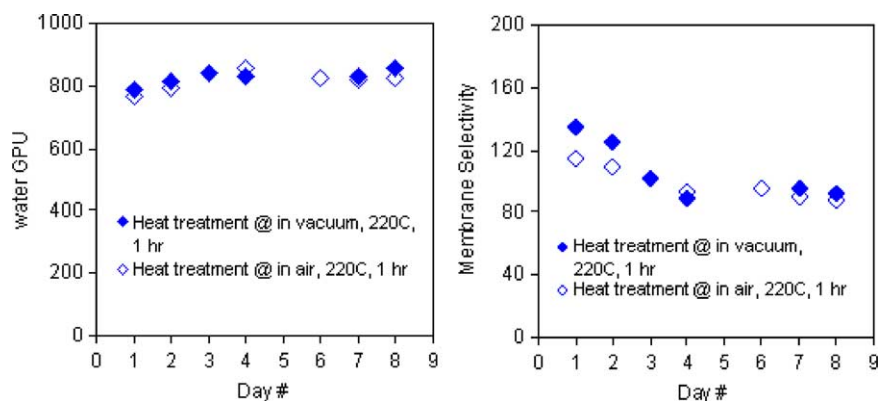 1000
800
600
400
200
0
water GPU
Heat treatment @ in vacuum, 220C,
1 hr
Heat treatment @ in air, 220C, 1 hr
0 1 2 3 4 5 6 7 8 9
Day #
200
160
120
80
40
0
Membrane Selectivity
Heat treatment @ in vacuum,
220C, 1 hr
Heat treatment @ in air, 220C, 1 hr
0 1 2 3 4 5 6 7 8 9
Day #